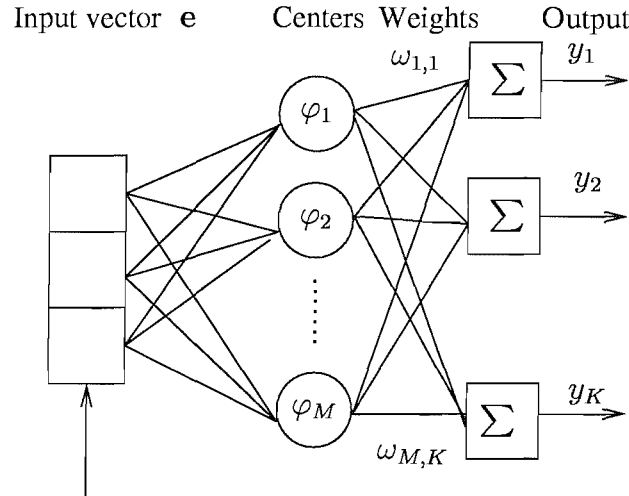 Input vector e Centers Weights Output
ω1,1 y1
φ1 Σ
φ2 Σ y2
φM Σ yK
ωM,K